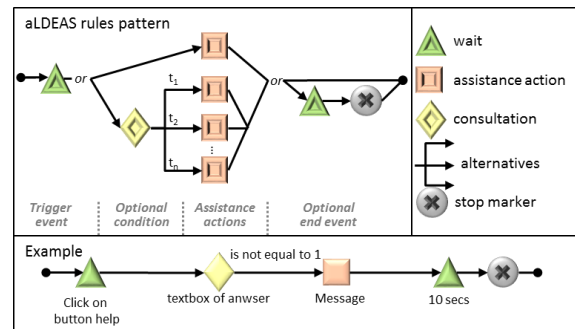 aLDEAS rules pattern
or
t1
t2
tn
or
Trigger event
Optional condition
Assistance actions
Optional end event
wait
assistance action
consultation
alternatives
stop marker
Example
is not equal to 1
Click on button help
textbox of anwser
Message
10 secs